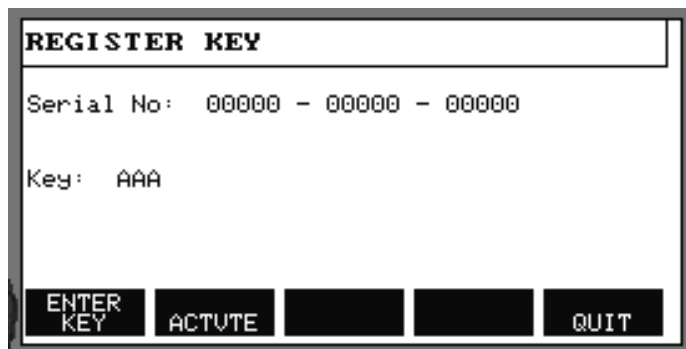 REGISTER KEY
Serial No: 00000 - 00000 - 00000
Key: AAA
ENTER
KEY
ACTVTE
QUIT